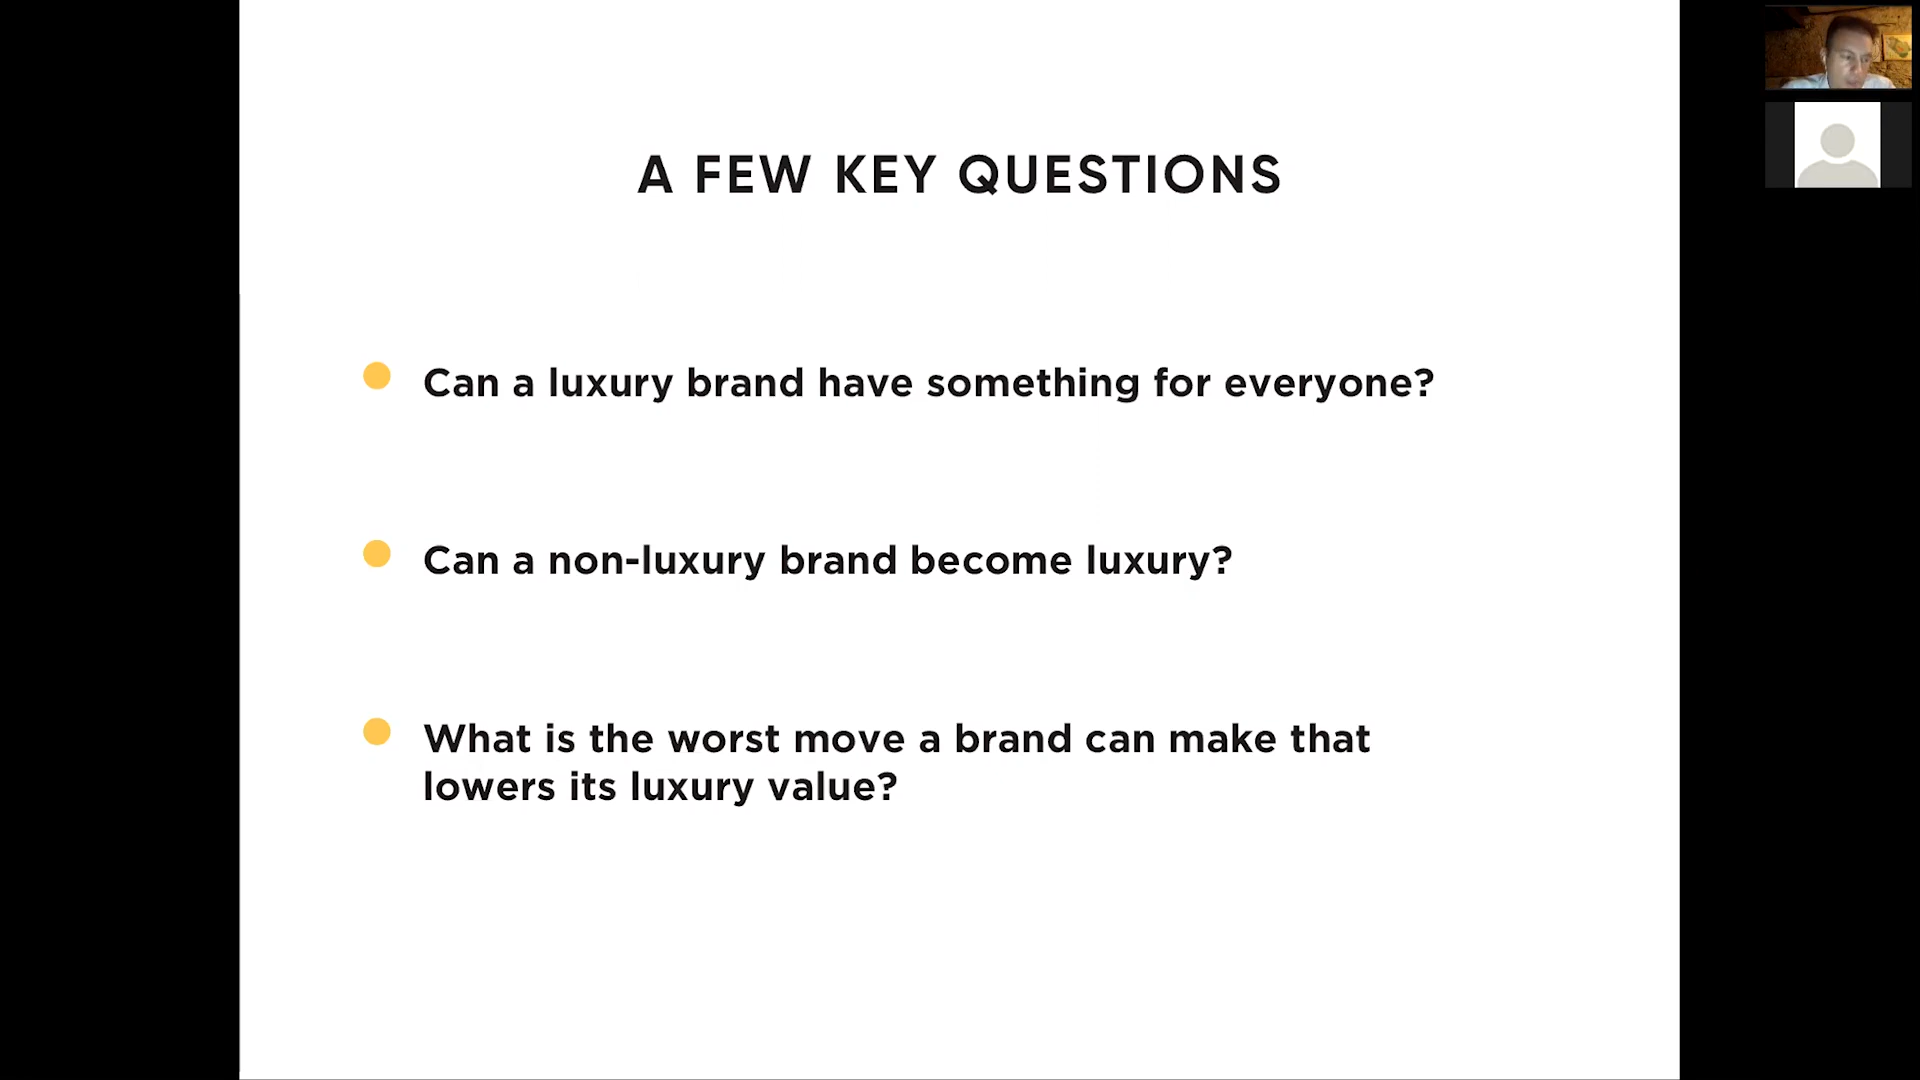 A FEW KEY QUESTIONS
Can a luxury brand have something for everyone?
Can a non-luxury brand become luxury?
What is the worst move a brand can make that
lowers its luxury value?